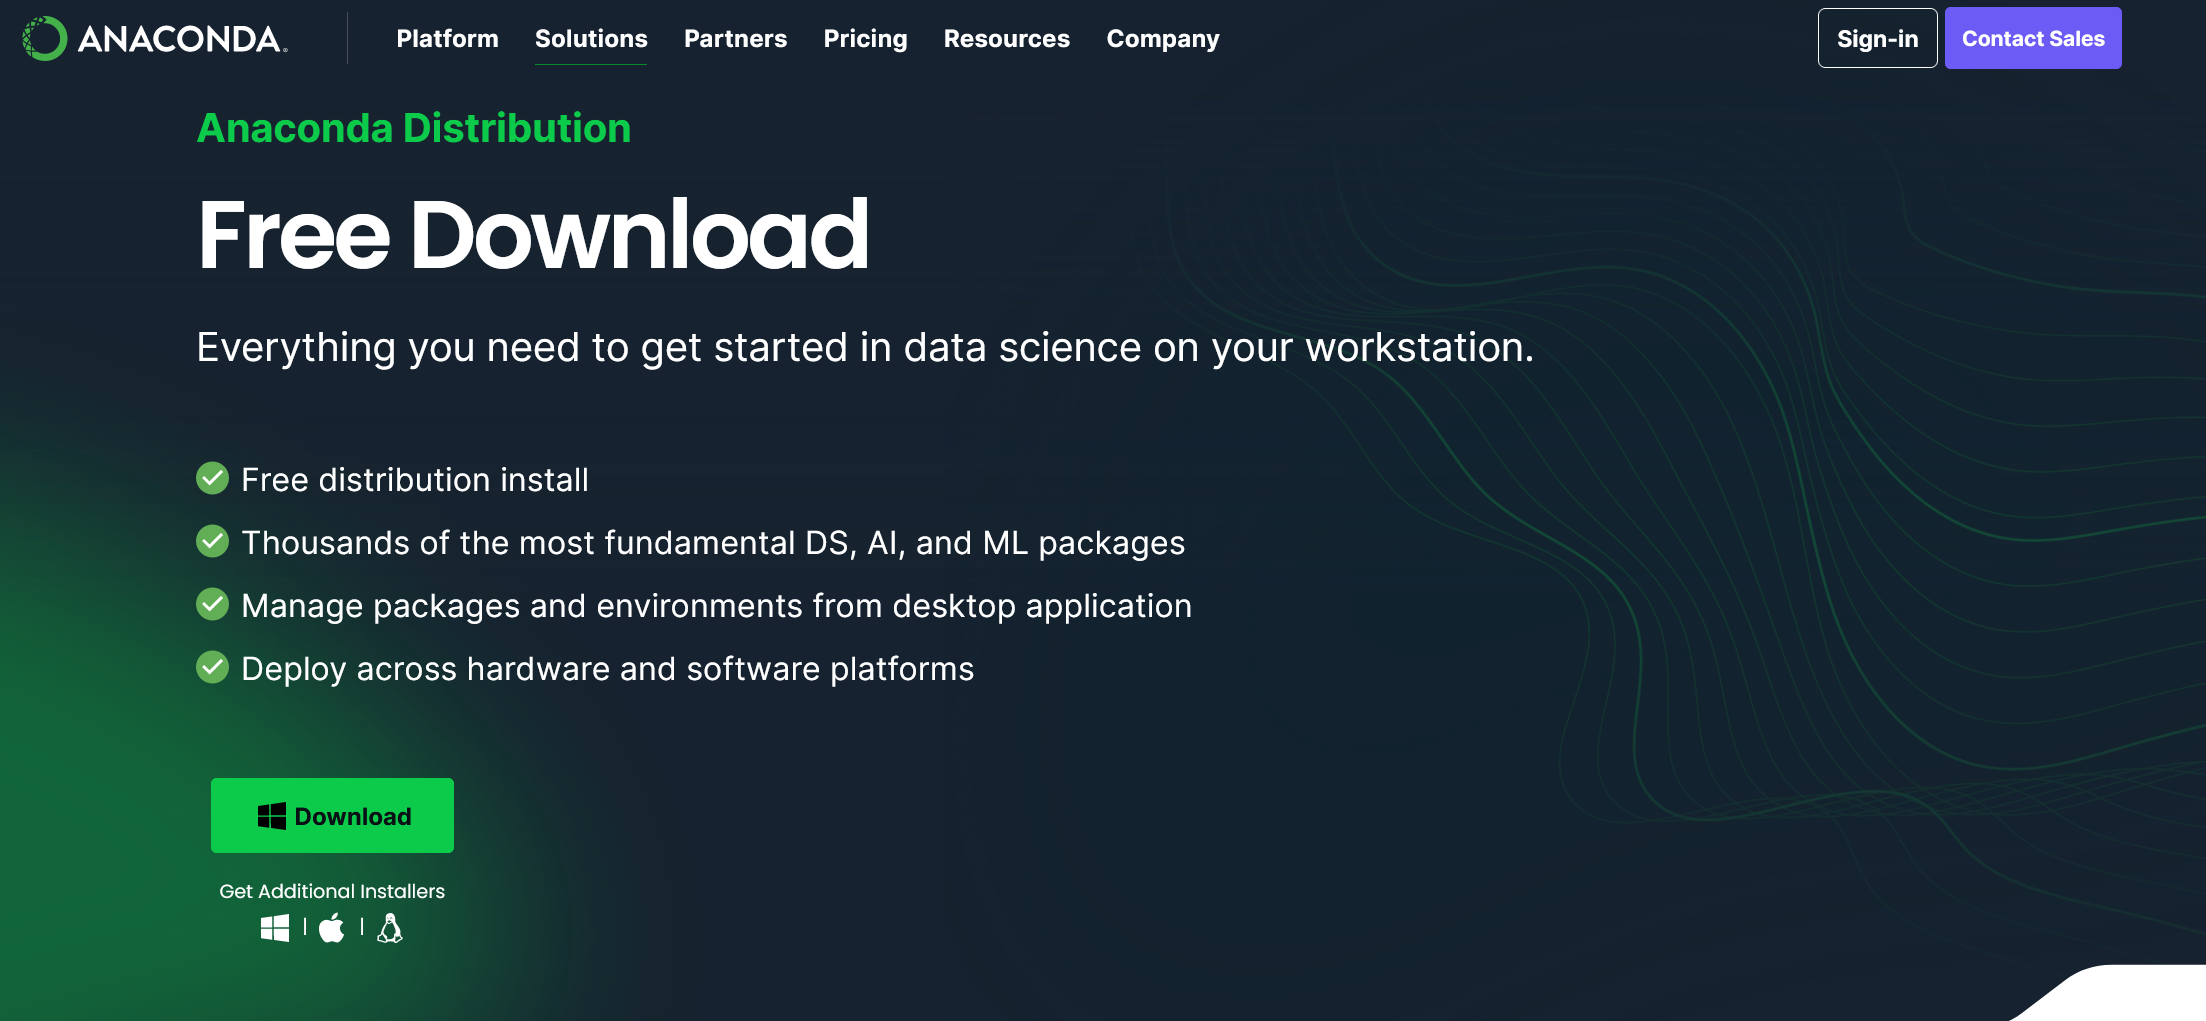 ANACONDA®
Platform Solutions Partners Pricing Resources Company Sign-in Contact Sales
Anaconda Distribution
Free Download
Everything you need to get started in data science on your workstation.
Free distribution install
Thousands of the most fundamental DS, AI, and ML packages
Manage packages and environments from desktop application
Deploy across hardware and software platforms
Download
Get Additional Installers